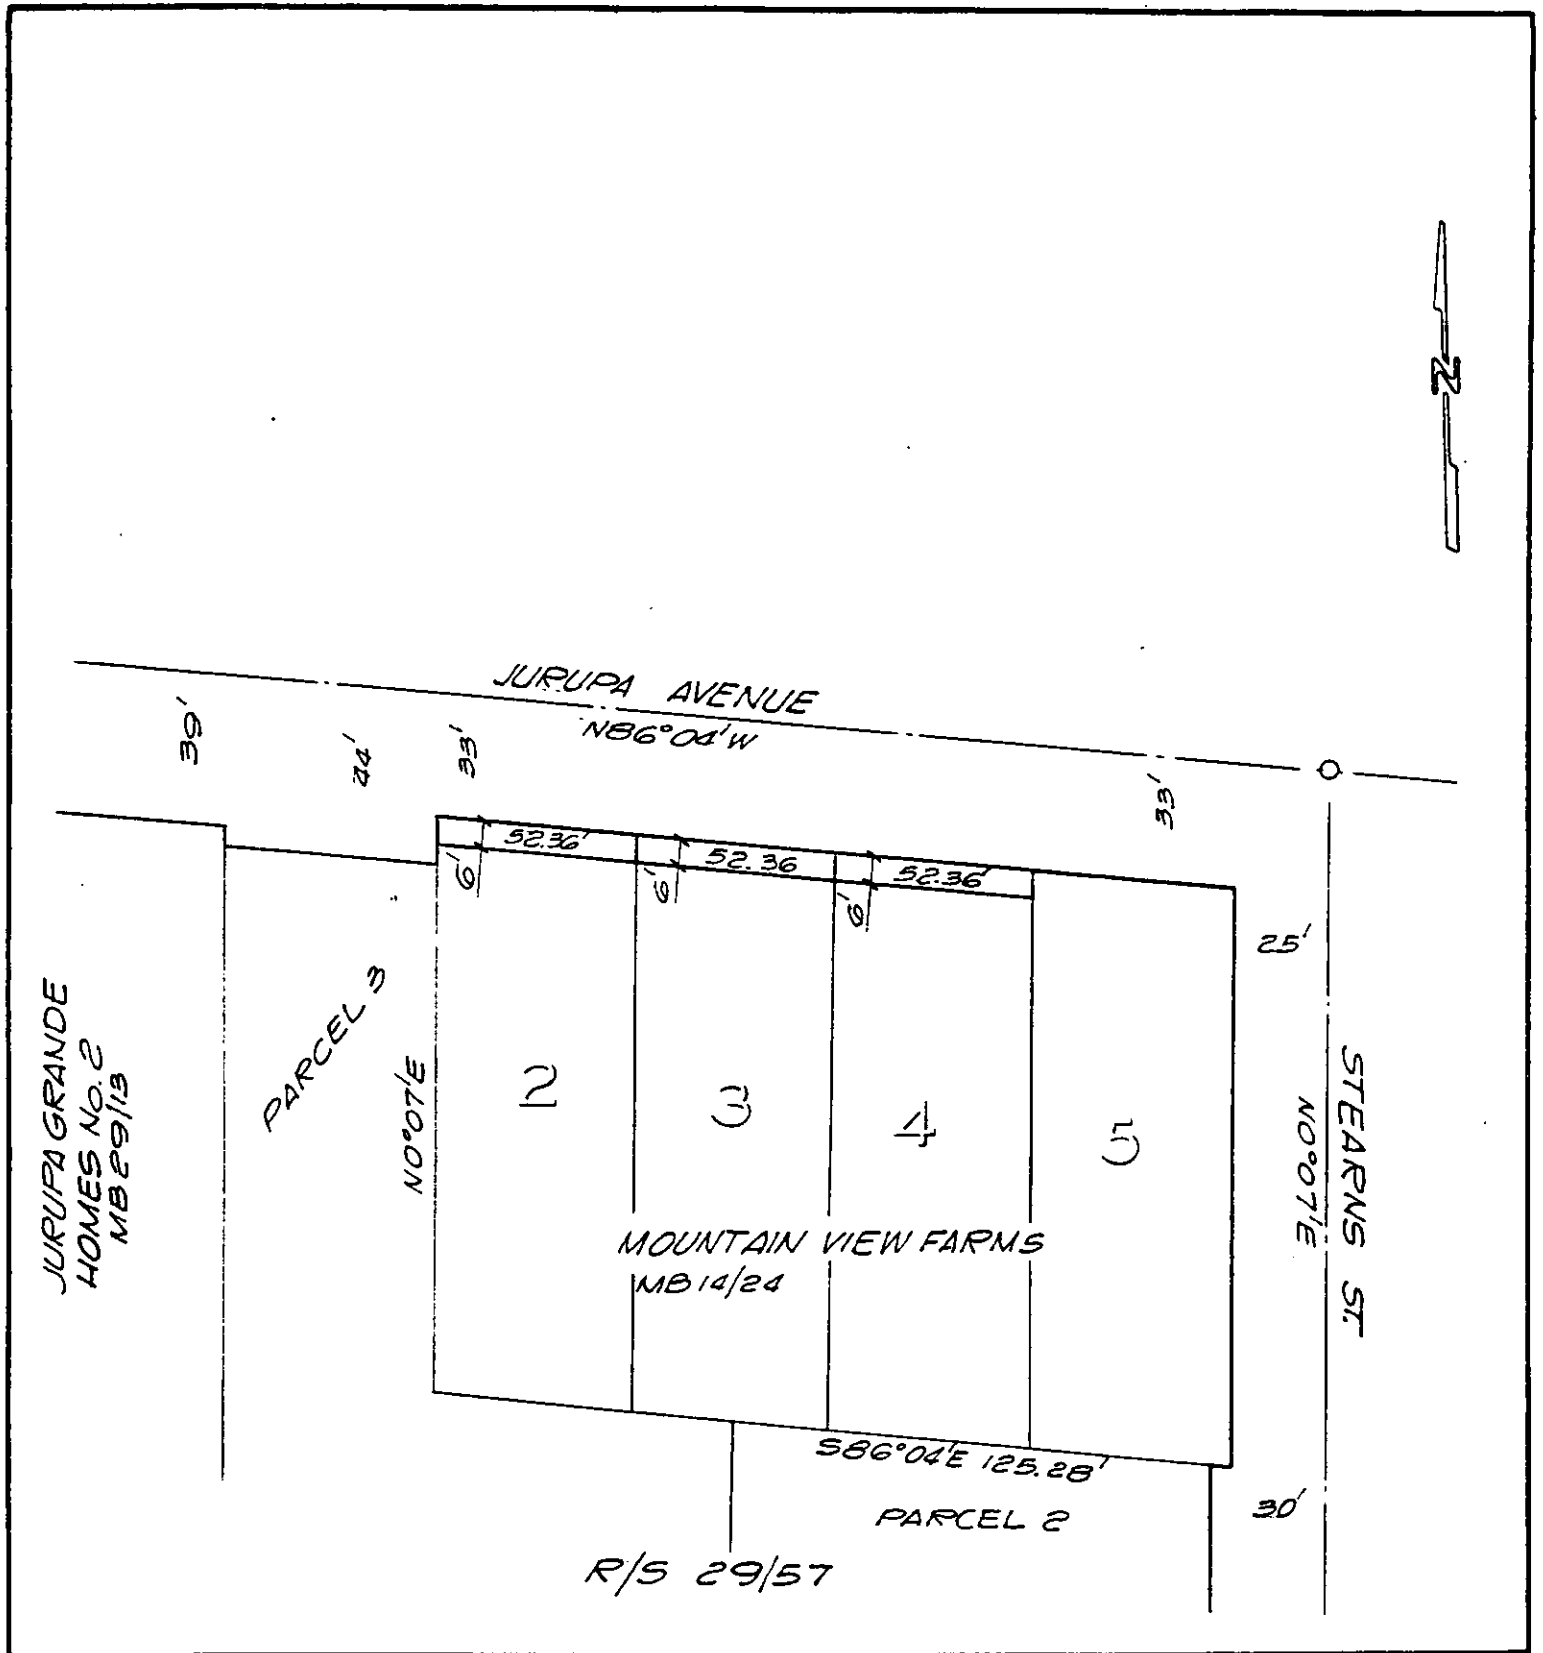 N
JURUPA AVENUE
N86°04'W
39'
44'
33'
33'
52.36'
52.36
52.36'
6'
6'
6'
25'
JURUPA GRANDE
HOMES No. 2
MB 29/13
PARCEL 3
N0°07'E
2
3
4
5
STEARNS ST.
N0°07'E
MOUNTAIN VIEW FARMS
MB 14/24
S86°04'E 125.28'
PARCEL 2
30'
R/S 29/57